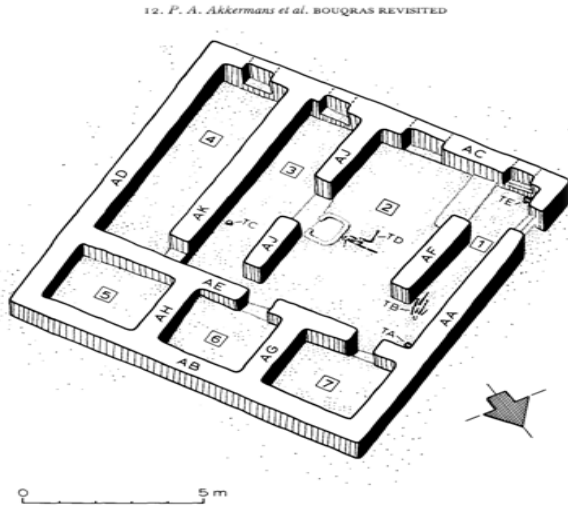 12. P. A. Akkermans et al. BOUQRAS REVISITED
AC
4
AJ
TE
3
2
AD
AK
TC
AJ
TD
1
AF
AE
TB
AA
5
AH
TA
6
AG
AB
7
0 5 m